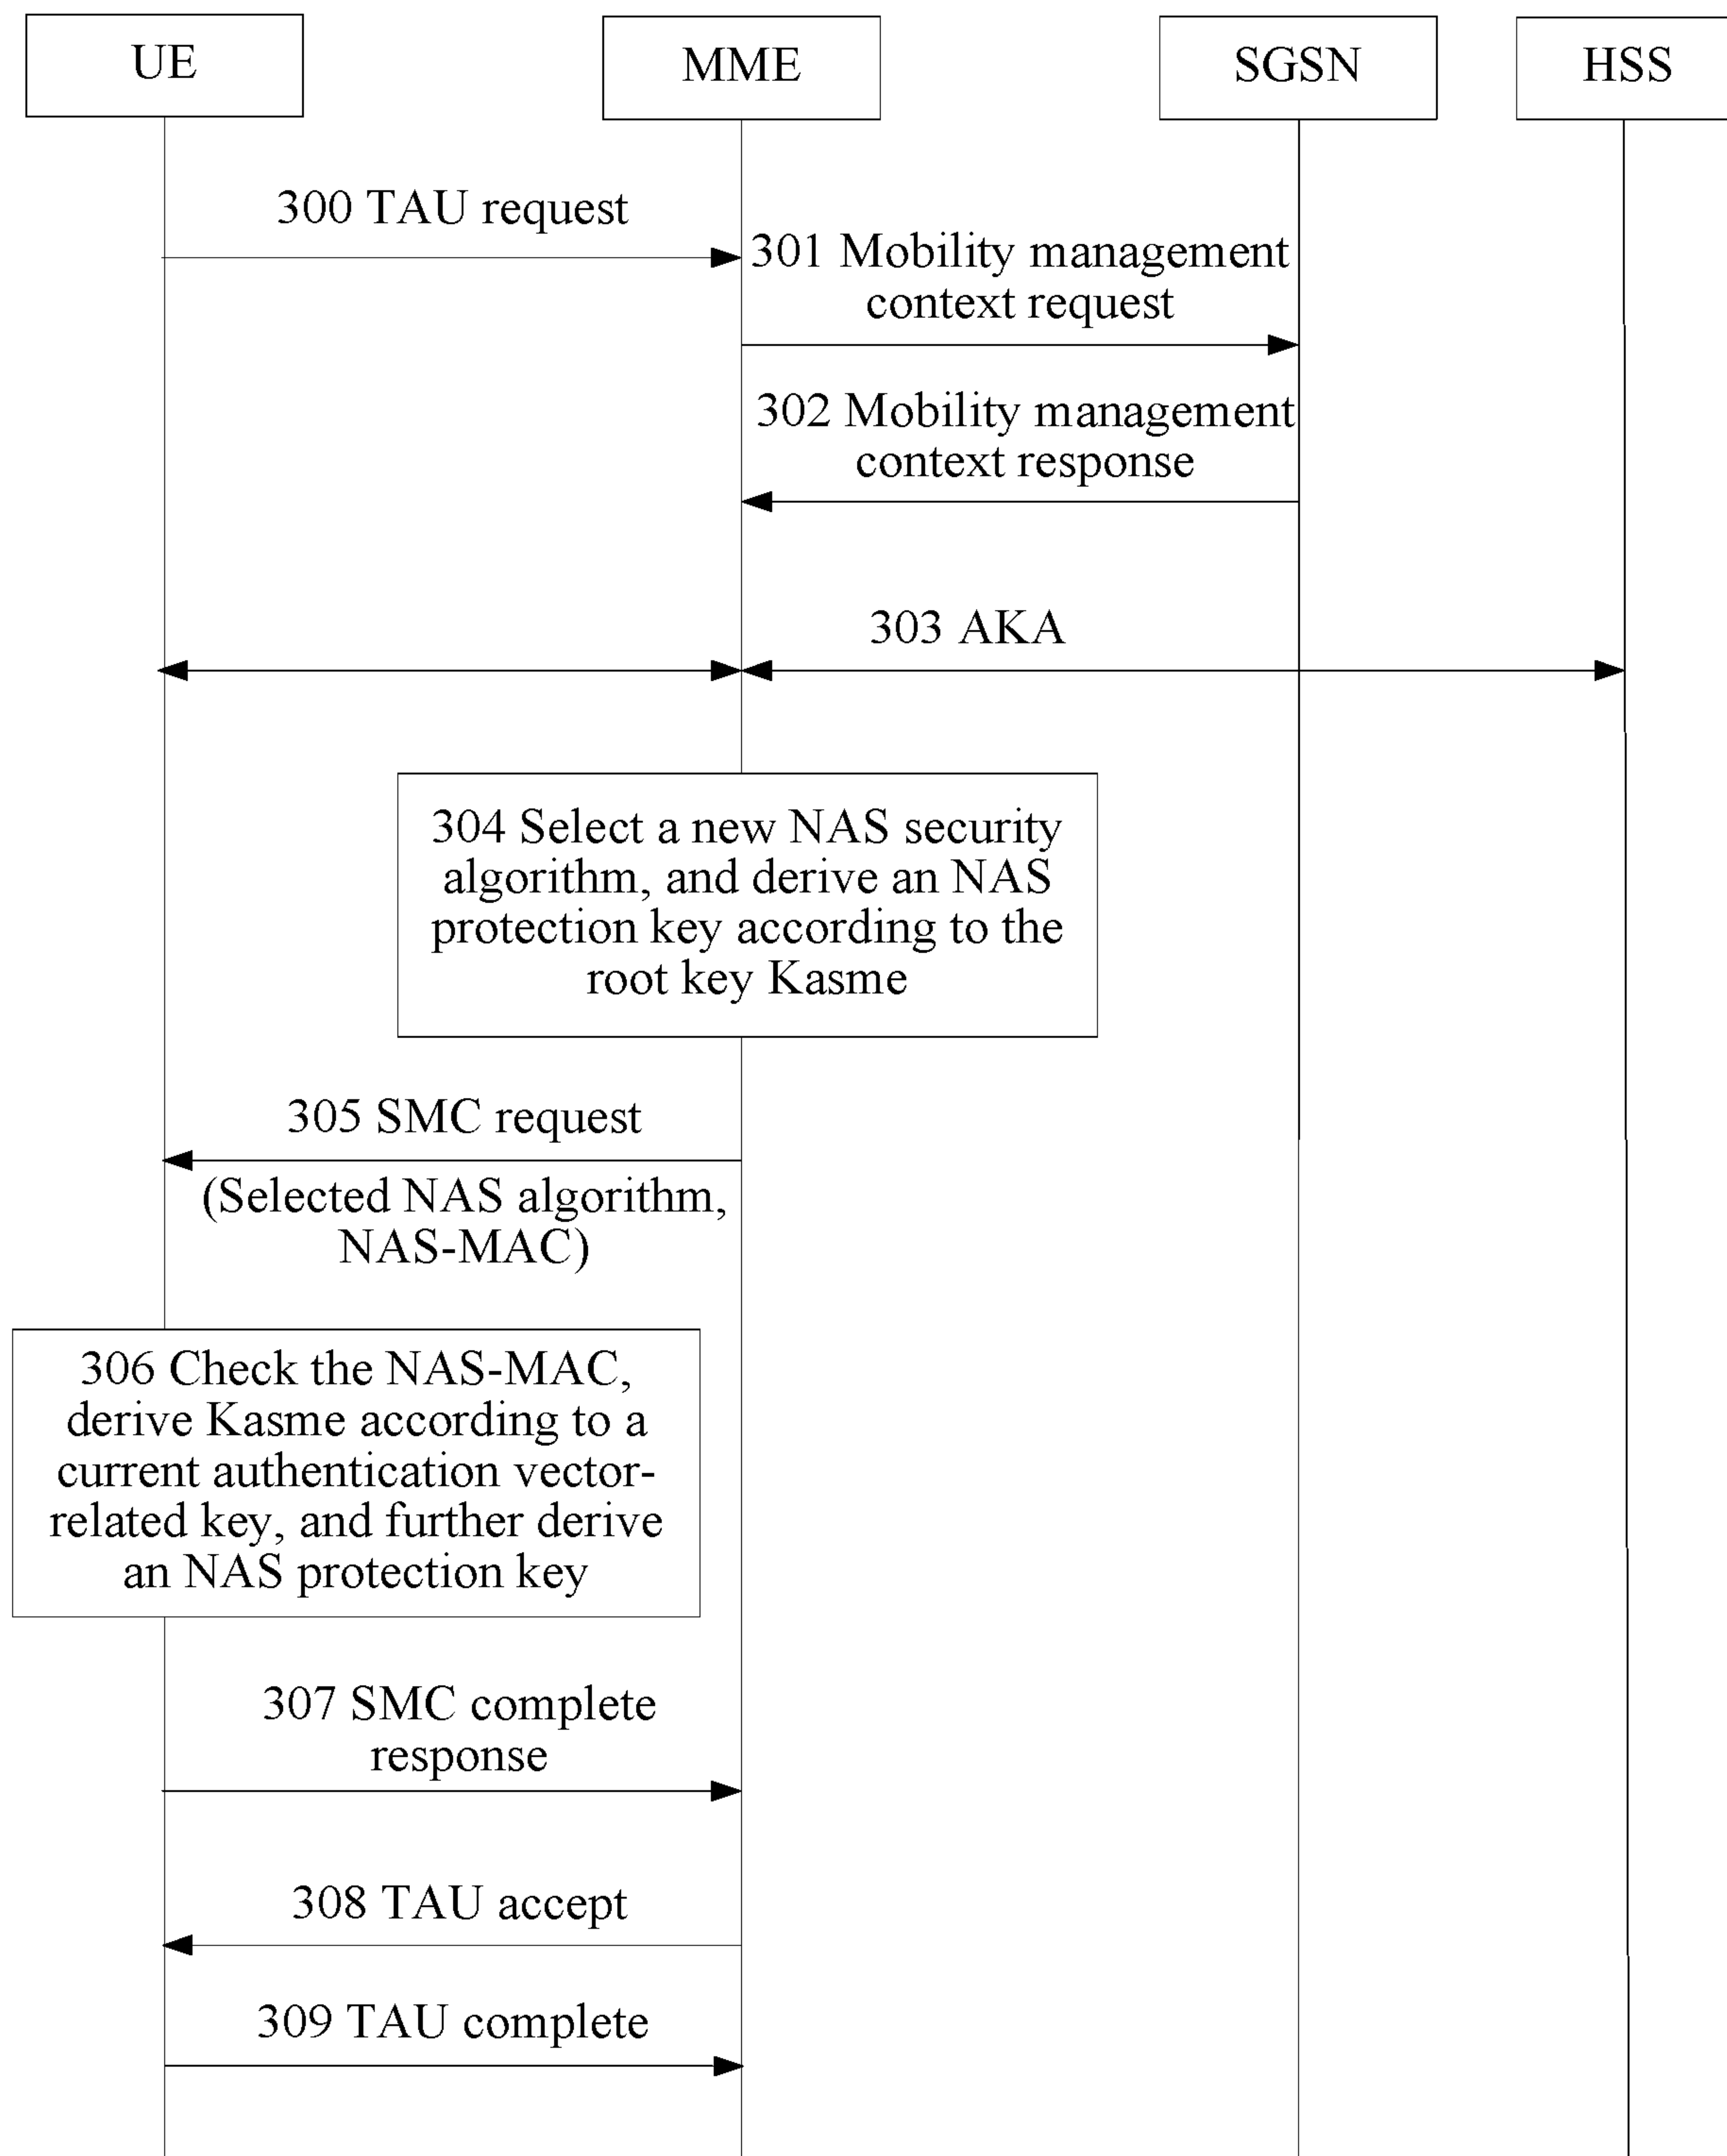 UE
MME
SGSN
HSS
300 TAU request
301 Mobility management
context request
302 Mobility management
context response
303 AKA
304 Select a new NAS security
algorithm, and derive an NAS
protection key according to the
root key Kasme
305 SMC request
(Selected NAS algorithm,
NAS-MAC)
306 Check the NAS-MAC,
derive Kasme according to a
current authentication vector-
related key, and further derive
an NAS protection key
307 SMC complete
response
308 TAU accept
309 TAU complete